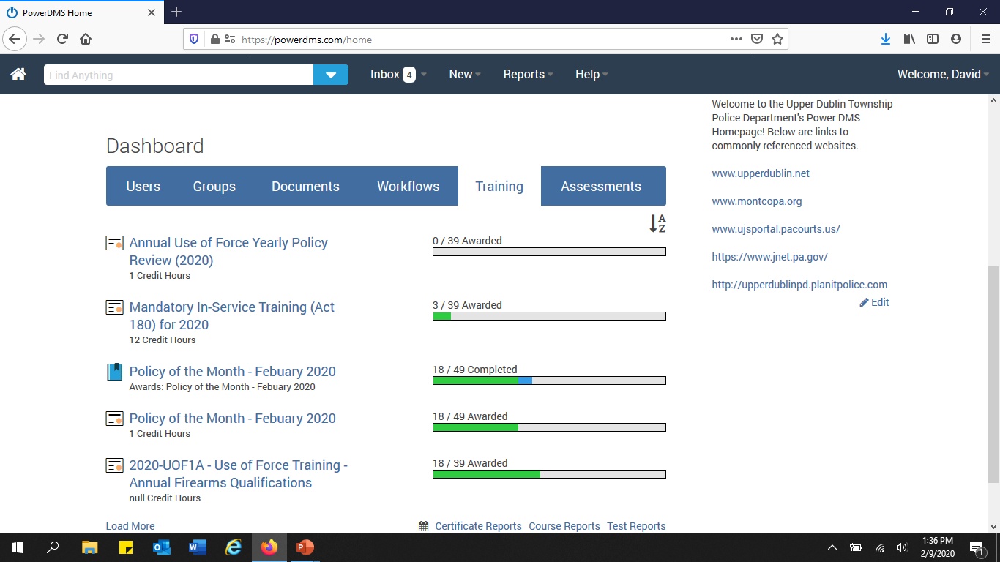 PowerDMS Home
https://powerdms.com/home
Find Anything
Inbox 4
New
Reports
Help
Welcome, David
Dashboard
Users
Groups
Documents
Workflows
Training
Assessments
A
Z
Annual Use of Force Yearly Policy
Review (2020)
1 Credit Hours
0 / 39 Awarded
Mandatory In-Service Training (Act
180) for 2020
12 Credit Hours
3 / 39 Awarded
Policy of the Month - Febuary 2020
Awards: Policy of the Month - Febuary 2020
18 / 49 Completed
Policy of the Month - Febuary 2020
1 Credit Hours
18 / 49 Awarded
2020-UOF1A - Use of Force Training -
Annual Firearms Qualifications
null Credit Hours
18 / 39 Awarded
Load More
Certificate Reports
Course Reports
Test Reports
Welcome to the Upper Dublin Township
Police Department's Power DMS
Homepage! Below are links to
commonly referenced websites.
www.upperdublin.net
www.montcopa.org
www.ujsportal.pacourts.us/
https://www.jnet.pa.gov/
http://upperdublinpd.planitpolice.com
Edit
1:36 PM
2/9/2020
1